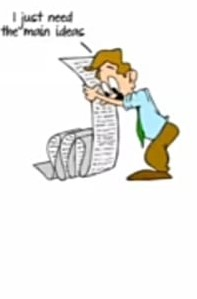 I just need
the main ideas